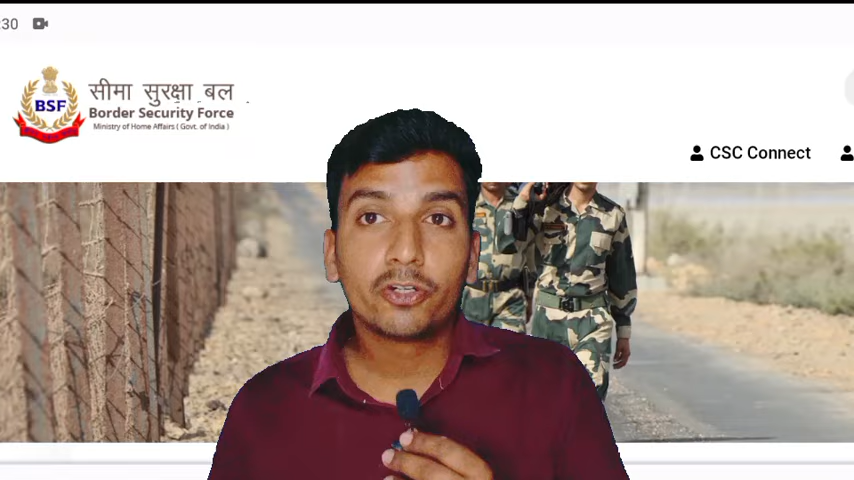 :30
सीमा सुरक्षा बल
BSF
Border Security Force
Ministry of Home Affairs ( Govt. of India )
CSC Connect